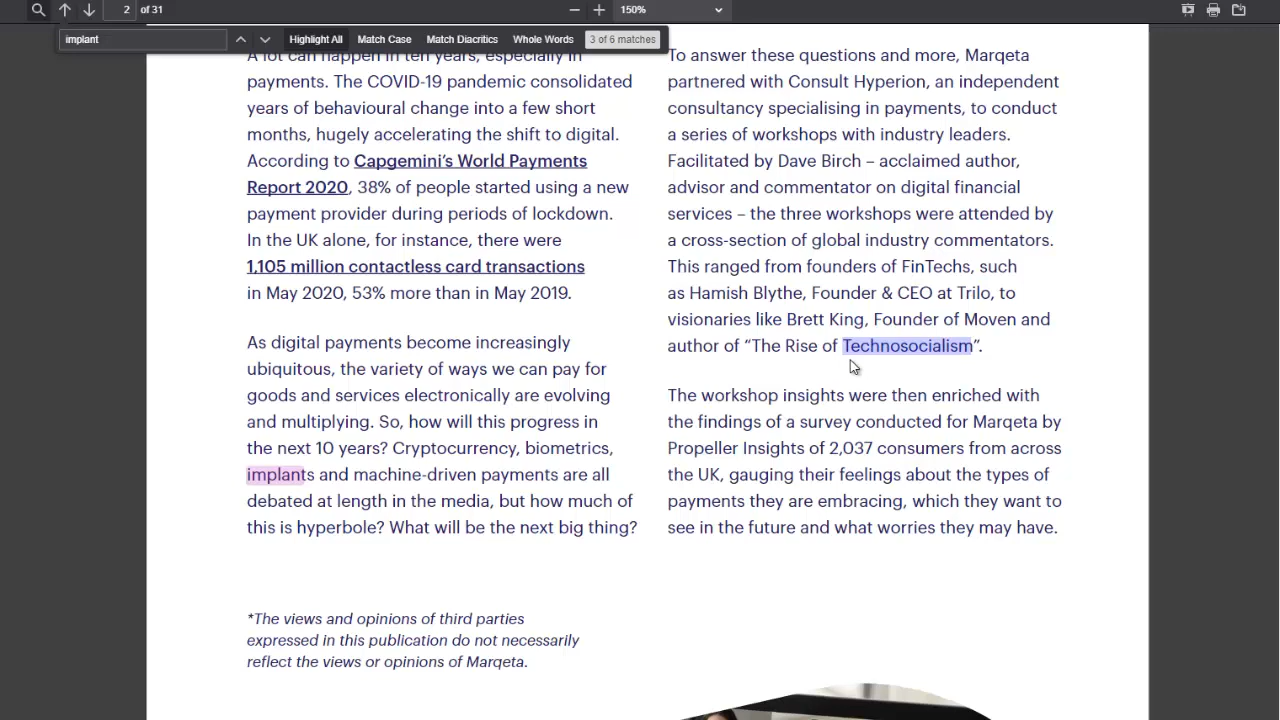 2 of 31
150%
implant
Highlight All
Match Case
Match Diacritics
Whole Words
3 of 6 matches
A lot can happen in ten years, especially in
payments. The COVID-19 pandemic consolidated
years of behavioural change into a few short
months, hugely accelerating the shift to digital.
According to Capgemini's World Payments
Report 2020, 38% of people started using a new
payment provider during periods of lockdown.
In the UK alone, for instance, there were
1,105 million contactless card transactions
in May 2020, 53% more than in May 2019.
As digital payments become increasingly
ubiquitous, the variety of ways we can pay for
goods and services electronically are evolving
and multiplying. So, how will this progress in
the next 10 years? Cryptocurrency, biometrics,
implants and machine-driven payments are all
debated at length in the media, but how much of
this is hyperbole? What will be the next big thing?
To answer these questions and more, Marqeta
partnered with Consult Hyperion, an independent
consultancy specialising in payments, to conduct
a series of workshops with industry leaders.
Facilitated by Dave Birch – acclaimed author,
advisor and commentator on digital financial
services – the three workshops were attended by
a cross-section of global industry commentators.
This ranged from founders of FinTechs, such
as Hamish Blythe, Founder & CEO at Trilo, to
visionaries like Brett King, Founder of Moven and
author of “The Rise of Technosocialism”.
The workshop insights were then enriched with
the findings of a survey conducted for Marqeta by
Propeller Insights of 2,037 consumers from across
the UK, gauging their feelings about the types of
payments they are embracing, which they want to
see in the future and what worries they may have.
*The views and opinions of third parties
expressed in this publication do not necessarily
reflect the views or opinions of Marqeta.